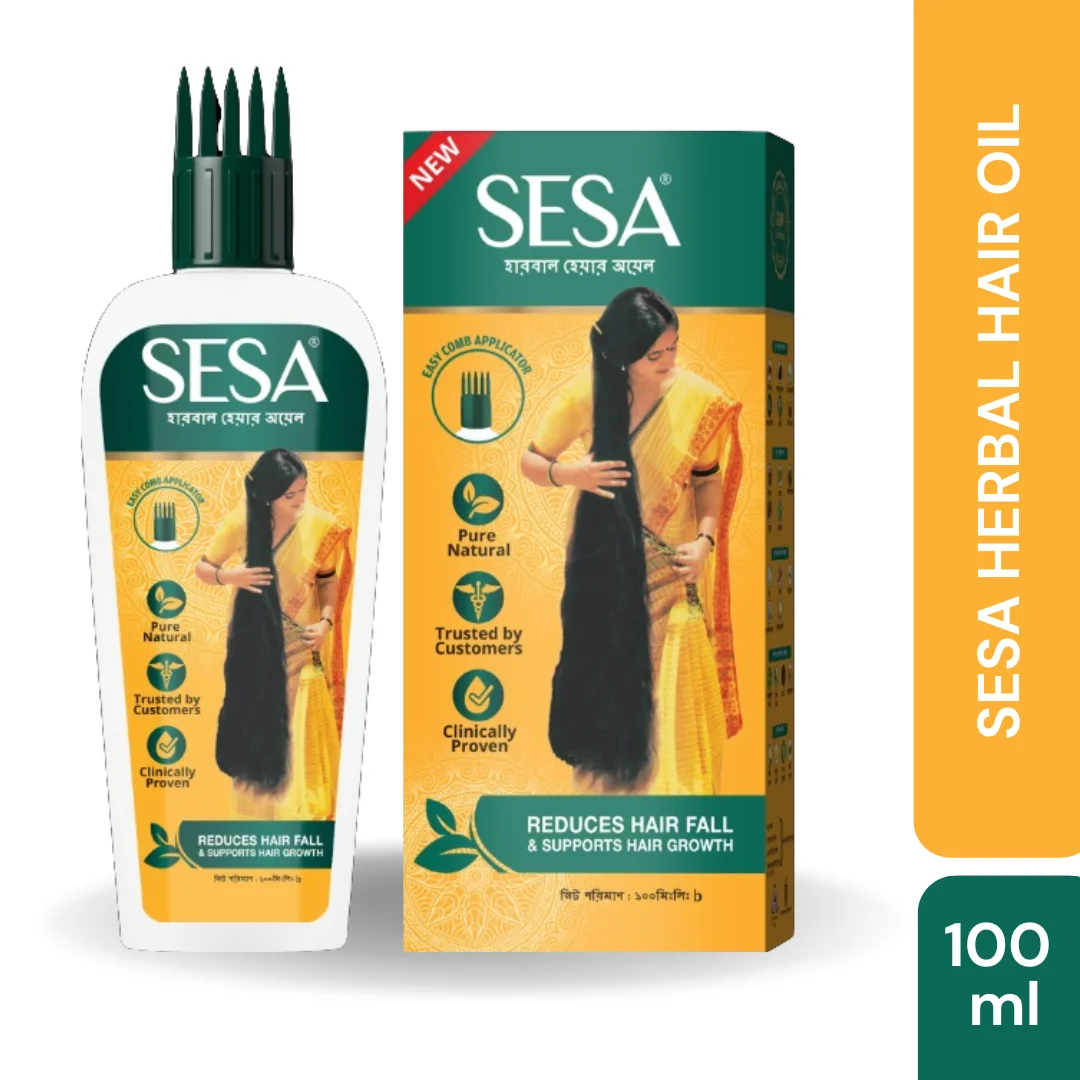 SESA®
হারবাল হেয়ার অয়েল
EASY COMB APPLICATOR
Pure
Natural
Trusted by
Customers
Clinically
Proven
REDUCES HAIR FALL
& SUPPORTS HAIR GROWTH
নিট পরিমাণ : ১০০মিঃলিঃ b
NEW
SESA®
হারবাল হেয়ার অয়েল
EASY COMB APPLICATOR
Pure
Natural
Trusted by
Customers
Clinically
Proven
REDUCES HAIR FALL
& SUPPORTS HAIR GROWTH
নিট পরিমাণ : ১০০মিঃলিঃ b
SESA HERBAL HAIR OIL
100
ml